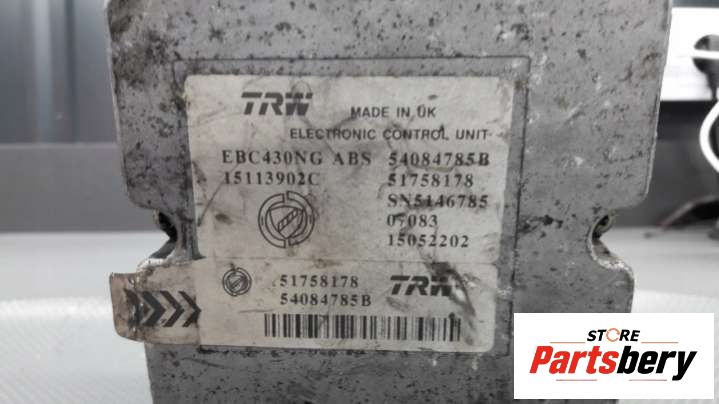 TRW MADE IN UK
ELECTRONIC CONTROL UNIT
EBC430NG ABS 54084785B
15113902C 51758178
SN5146785
07083
15052202
51758178 TRW
54084785B
STORE
Partsbery